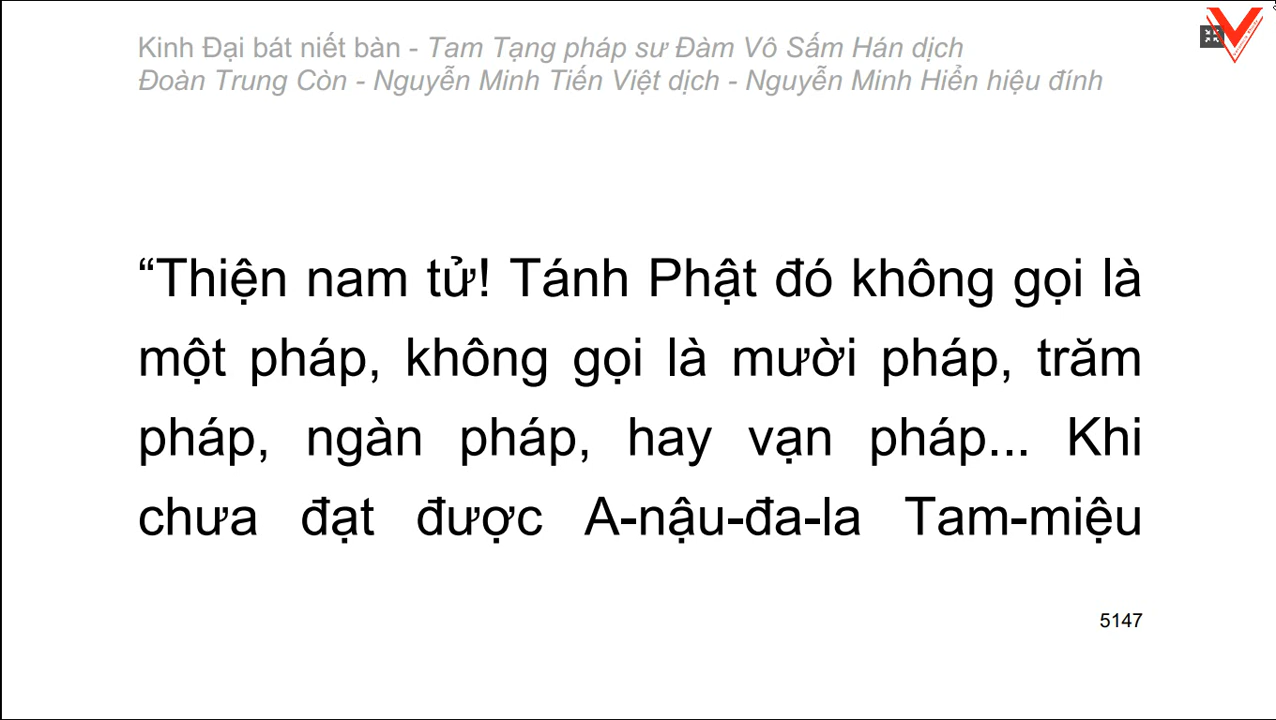 Kinh Đại bát niết bàn - Tam Tạng pháp sư Đàm Vô Sấm Hán dịch
Đoàn Trung Còn - Nguyễn Minh Tiến Việt dịch - Nguyễn Minh Hiển hiệu đính
“Thiện nam tử! Tánh Phật đó không gọi là
một pháp, không gọi là mười pháp, trăm
pháp, ngàn pháp, hay vạn pháp... Khi
chưa đạt được A-nậu-đa-la Tam-miệu
5147